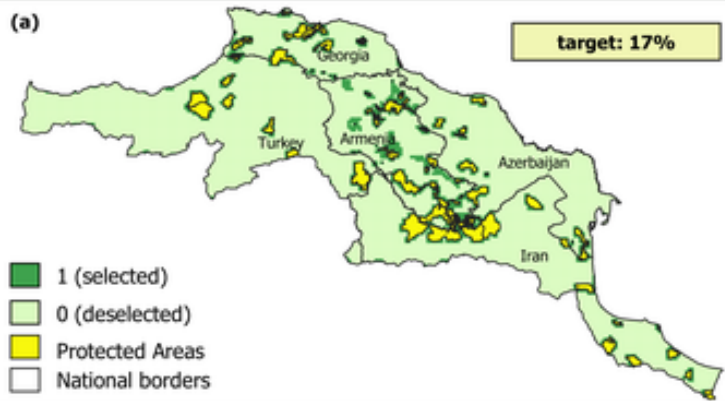 (a)
target: 17%
Georgia
Armenia
Turkey
Azerbaijan
Iran
1 (selected)
0 (deselected)
Protected Areas
National borders